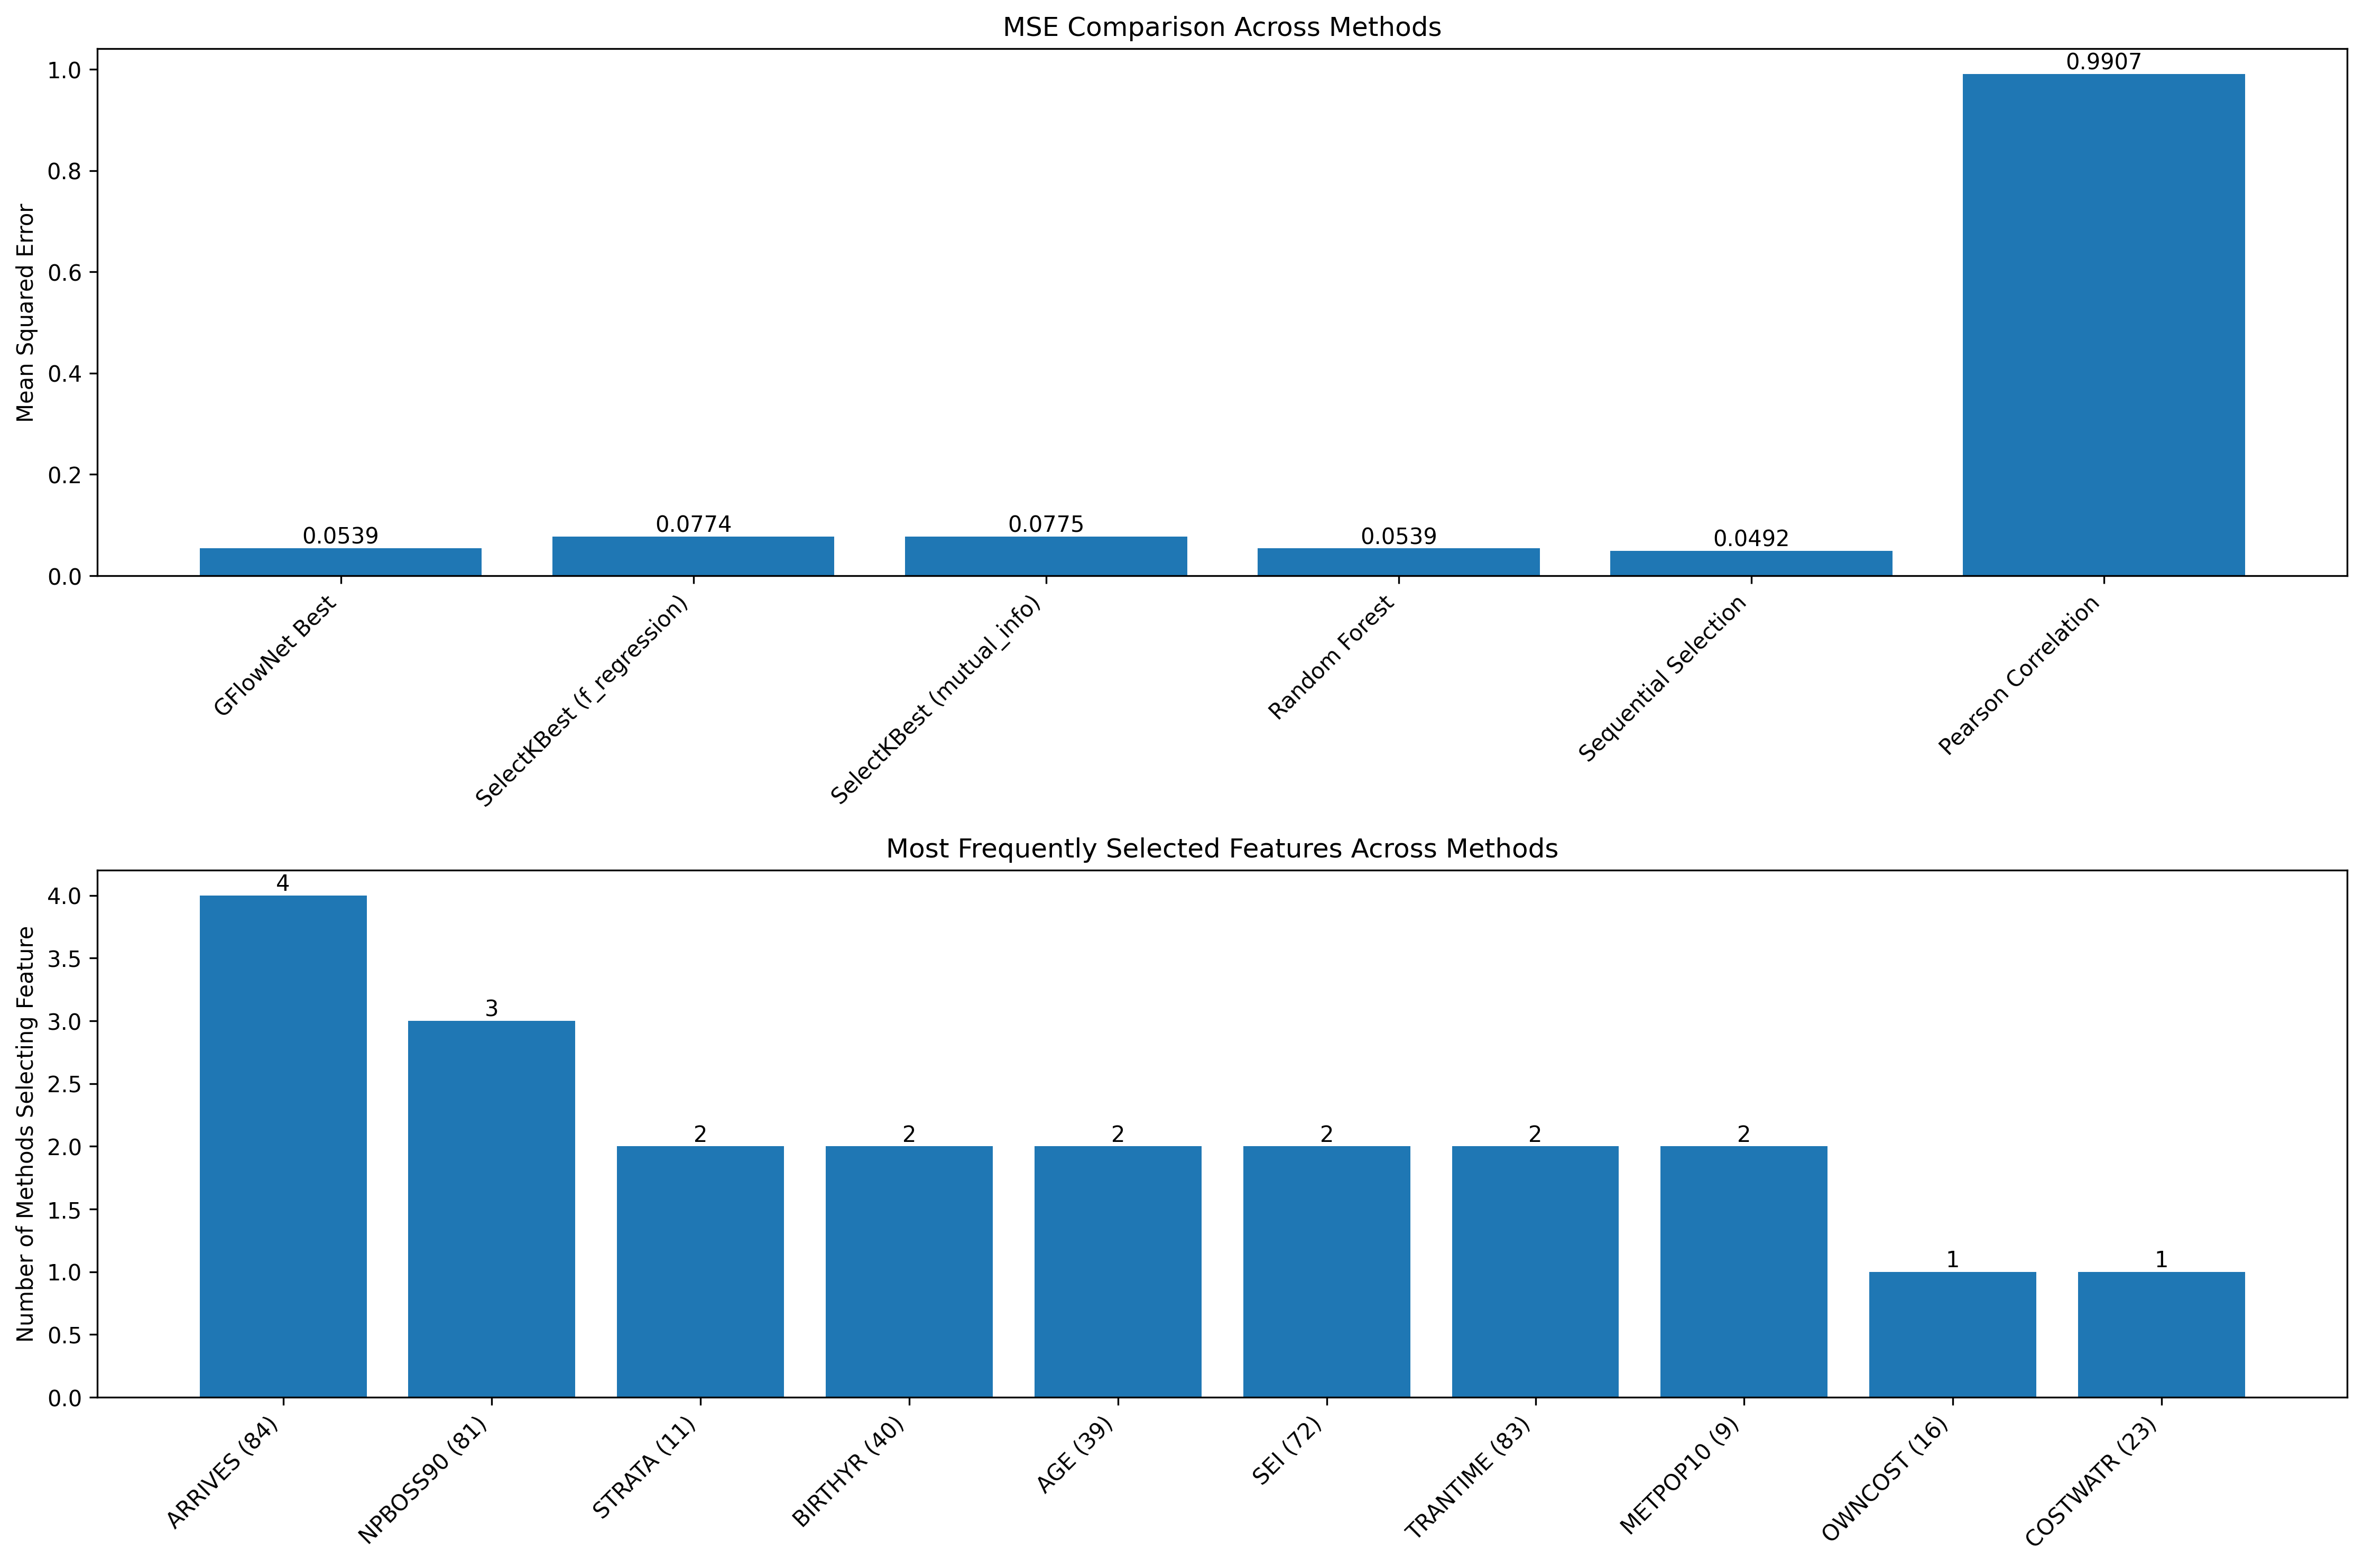 MSE Comparison Across Methods
Mean Squared Error
1.0
0.8
0.6
0.4
0.2
0.0
0.0539
0.0774
0.0775
0.0539
0.0492
0.9907
GFlowNet Best
SelectKBest (f_regression)
SelectKBest (mutual_info)
Random Forest
Sequential Selection
Pearson Correlation
Most Frequently Selected Features Across Methods
Number of Methods Selecting Feature
4.0
3.5
3.0
2.5
2.0
1.5
1.0
0.5
0.0
4
3
2
2
2
2
2
2
1
1
ARRIVES (84)
NPBOSS90 (81)
STRATA (11)
BIRTHYR (40)
AGE (39)
SEI (72)
TRANTIME (83)
METPOP10 (9)
OWNCOST (16)
COSTWATR (23)